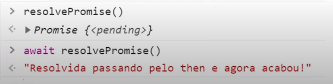 > resolvePromise()
<· ▶ Promise {<pending>}
> await resolvePromise()
<· "Resolvida passando pelo then e agora acabou!"